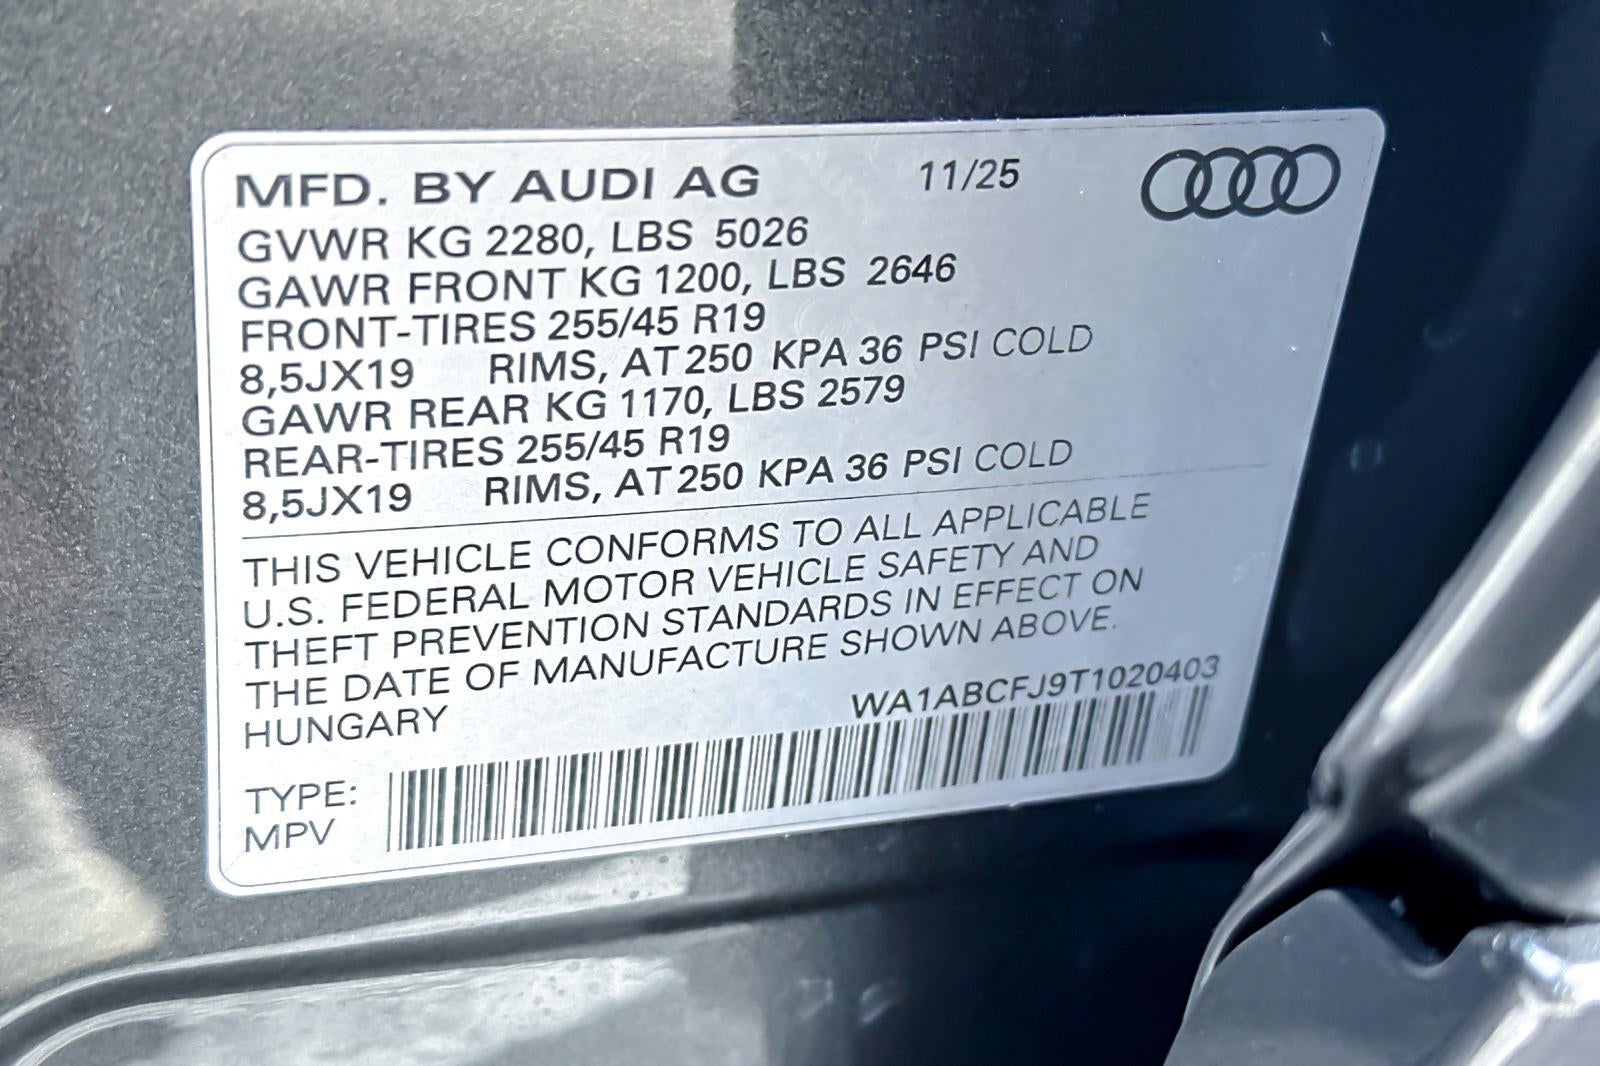 MFD. BY AUDI AG 11/25
GVWR KG 2280, LBS 5026
GAWR FRONT KG 1200, LBS 2646
FRONT-TIRES 255/45 R19
8,5JX19 RIMS, AT 250 KPA 36 PSI COLD
GAWR REAR KG 1170, LBS 2579
REAR-TIRES 255/45 R19
8,5JX19 RIMS, AT 250 KPA 36 PSI COLD
THIS VEHICLE CONFORMS TO ALL APPLICABLE
U.S. FEDERAL MOTOR VEHICLE SAFETY AND
THEFT PREVENTION STANDARDS IN EFFECT ON
THE DATE OF MANUFACTURE SHOWN ABOVE.
HUNGARY WA1ABCFJ9T1020403
TYPE:
MPV